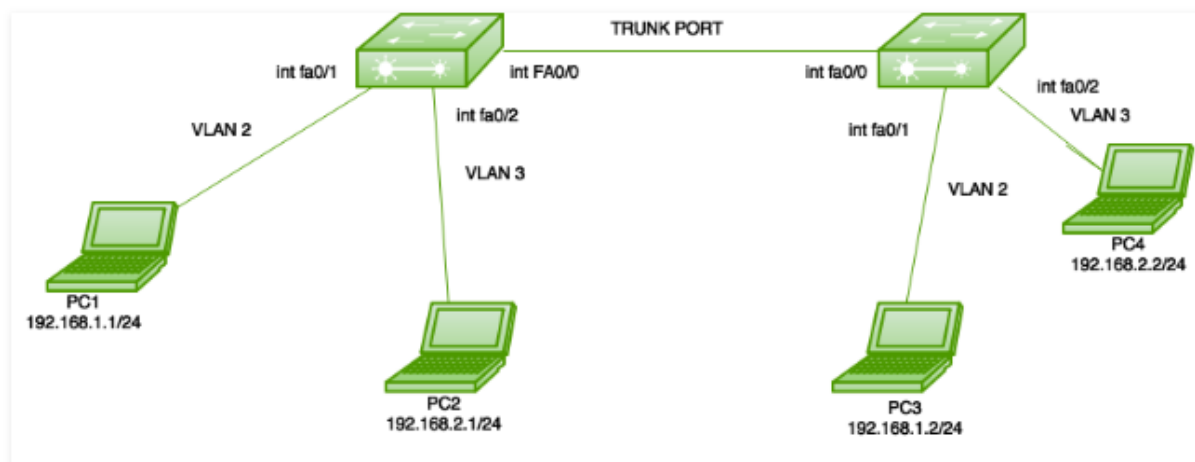 TRUNK PORT
int fa0/1
int FA0/0
int fa0/0
int fa0/2
int fa0/2
VLAN 3
VLAN 2
int fa0/1
VLAN 3
VLAN 2
PC4
192.168.2.2/24
PC1
192.168.1.1/24
PC2
192.168.2.1/24
PC3
192.168.1.2/24